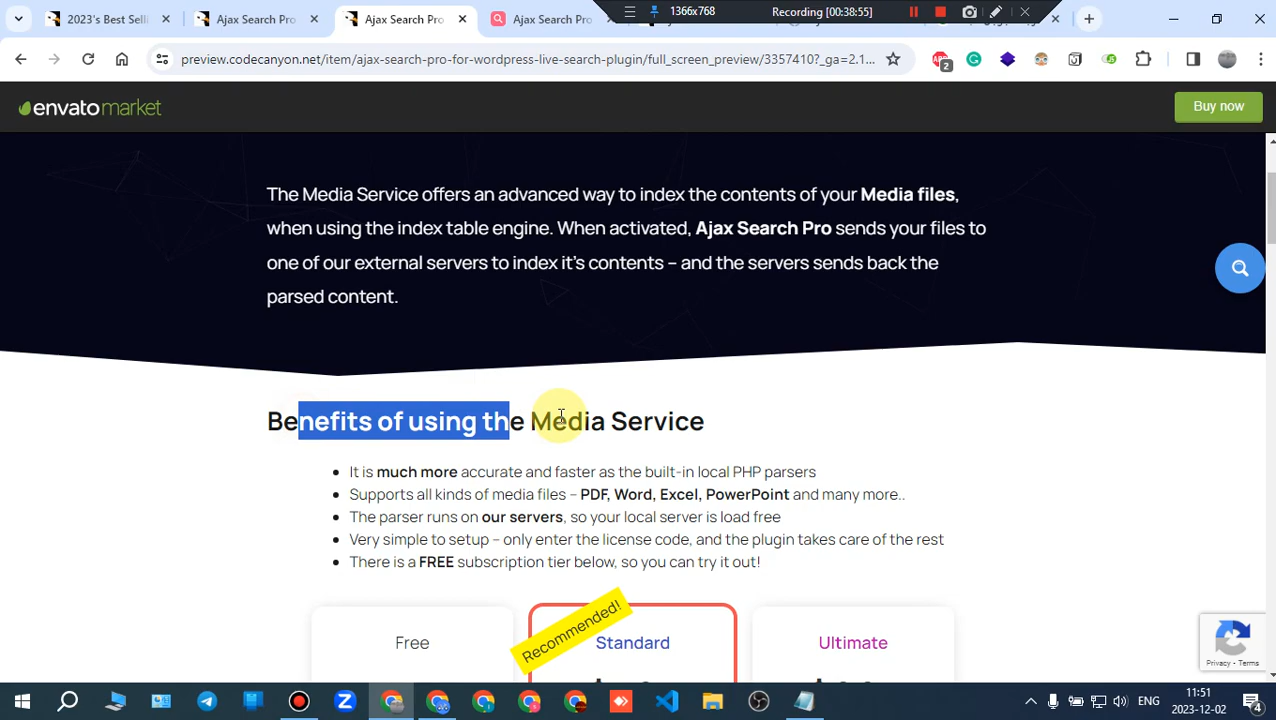 1366x768
Recording [00:38:55]
2023's Best Selli
Ajax Search Pro
Ajax Search Pro
Ajax Search Pro
preview.codecanyon.net/item/ajax-search-pro-for-wordpress-live-search-plugin/full_screen_preview/3357410?_ga=2.1...
2
envatomarket
Buy now
The Media Service offers an advanced way to index the contents of your Media files,
when using the index table engine. When activated, Ajax Search Pro sends your files to
one of our external servers to index it's contents – and the servers sends back the
parsed content.
Benefits of using the Media Service
It is much more accurate and faster as the built-in local PHP parsers
Supports all kinds of media files – PDF, Word, Excel, PowerPoint and many more..
The parser runs on our servers, so your local server is load free
Very simple to setup – only enter the license code, and the plugin takes care of the rest
There is a FREE subscription tier below, so you can try it out!
Recommended!
Free
Standard
Ultimate
Privacy - Terms
ENG
11:51
2023-12-02
4